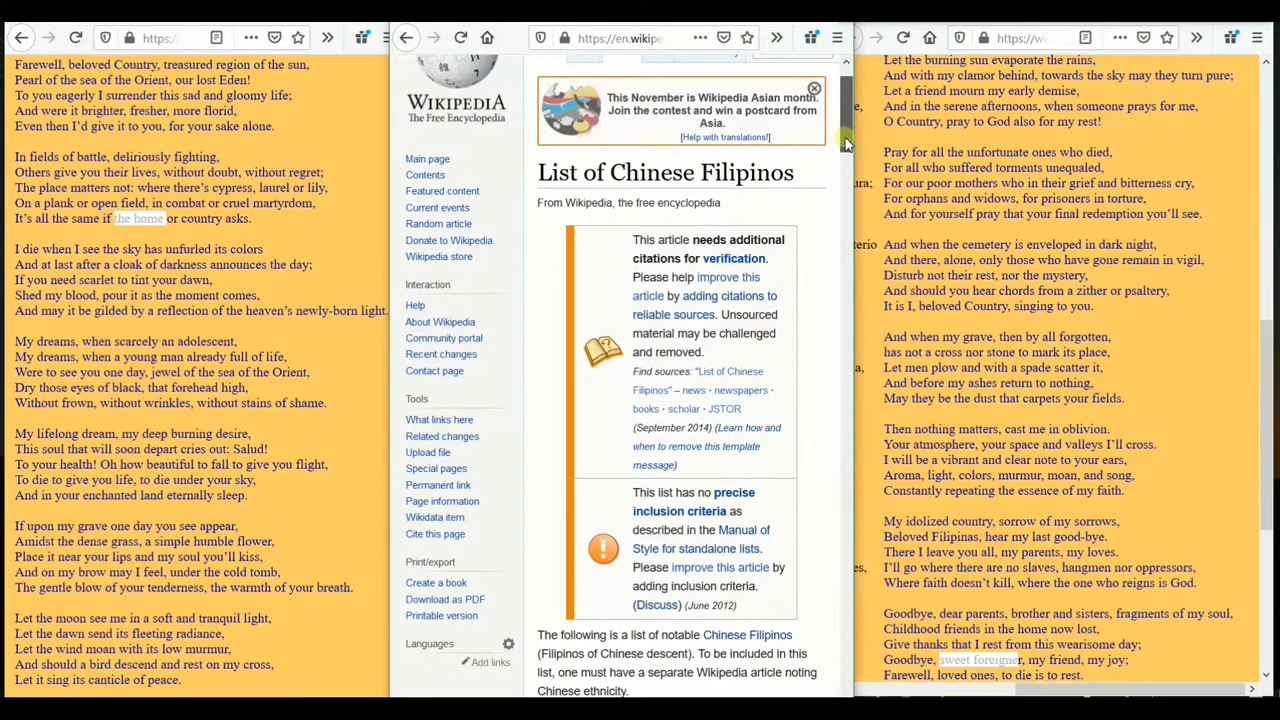 https:/
Farewell, beloved Country, treasured region of the sun,
Pearl of the sea of the Orient, our lost Eden!
To you eagerly I surrender this sad and gloomy life;
And were it brighter, fresher, more florid,
Even then I'd give it to you, for your sake alone.
In fields of battle, deliriously fighting,
Others give you their lives, without doubt, without regret;
The place matters not: where there's cypress, laurel or lily,
On a plank or open field, in combat or cruel martyrdom,
It's all the same if the home or country asks.
I die when I see the sky has unfurled its colors
And at last after a cloak of darkness announces the day;
If you need scarlet to tint your dawn,
Shed my blood, pour it as the moment comes,
And may it be gilded by a reflection of the heaven's newly-born light.
My dreams, when scarcely an adolescent,
My dreams, when a young man already full of life,
Were to see you one day, jewel of the sea of the Orient,
Dry those eyes of black, that forehead high,
Without frown, without wrinkles, without stains of shame.
My lifelong dream, my deep burning desire,
This soul that will soon depart cries out: Salud!
To your health! Oh how beautiful to fall to give you flight,
To die to give you life, to die under your sky,
And in your enchanted land eternally sleep.
If upon my grave one day you see appear,
Amidst the dense grass, a simple humble flower,
Place it near your lips and my soul you'll kiss,
And on my brow may I feel, under the cold tomb,
The gentle blow of your tenderness, the warmth of your breath.
Let the moon see me in a soft and tranquil light,
Let the dawn send its fleeting radiance,
Let the wind moan with its low murmur,
And should a bird descend and rest on my cross,
Let it sing its canticle of peace.
https://en.wikipe
WIKIPEDIA
The Free Encyclopedia
Main page
Contents
Featured content
Current events
Random article
Donate to Wikipedia
Wikipedia store
Interaction
Help
About Wikipedia
Community portal
Recent changes
Contact page
Tools
What links here
Related changes
Upload file
Special pages
Permanent link
Page information
Wikidata item
Cite this page
Print/export
Create a book
Download as PDF
Printable version
Languages
Add links
This November is Wikipedia Asian month.
Join the contest and win a postcard from
Asia.
[Help with translations!]
List of Chinese Filipinos
From Wikipedia, the free encyclopedia
This article needs additional
citations for verification.
Please help improve this
article by adding citations to
reliable sources. Unsourced
material may be challenged
and removed.
Find sources: "List of Chinese
Filipinos" – news · newspapers ·
books · scholar · JSTOR
(September 2014) (Learn how and
when to remove this template
message)
This list has no precise
inclusion criteria as
described in the Manual of
Style for standalone lists.
Please improve this article by
adding inclusion criteria.
(Discuss) (June 2012)
The following is a list of notable Chinese Filipinos
(Filipinos of Chinese descent). To be included in this
list, one must have a separate Wikipedia article noting
Chinese ethnicity.
https://w
Let the burning sun evaporate the rains,
And with my clamor behind, towards the sky may they turn pure;
Let a friend mourn my early demise,
And in the serene afternoons, when someone prays for me,
O Country, pray to God also for my rest!
Pray for all the unfortunate ones who died,
For all who suffered torments unequaled,
For our poor mothers who in their grief and bitterness cry,
For orphans and widows, for prisoners in torture,
And for yourself pray that your final redemption you'll see.
And when the cemetery is enveloped in dark night,
And there, alone, only those who have gone remain in vigil,
Disturb not their rest, nor the mystery,
And should you hear chords from a zither or psaltery,
It is I, beloved Country, singing to you.
And when my grave, then by all forgotten,
has not a cross nor stone to mark its place,
Let men plow and with a spade scatter it,
And before my ashes return to nothing,
May they be the dust that carpets your fields.
Then nothing matters, cast me in oblivion.
Your atmosphere, your space and valleys I'll cross.
I will be a vibrant and clear note to your ears,
Aroma, light, colors, murmur, moan, and song,
Constantly repeating the essence of my faith.
My idolized country, sorrow of my sorrows,
Beloved Filipinas, hear my last good-bye.
There I leave you all, my parents, my loves.
I'll go where there are no slaves, hangmen nor oppressors,
Where faith doesn't kill, where the one who reigns is God.
Goodbye, dear parents, brother and sisters, fragments of my soul,
Childhood friends in the home now lost,
Give thanks that I rest from this wearisome day;
Goodbye, sweet foreigner, my friend, my joy;
Farewell, loved ones, to die is to rest.